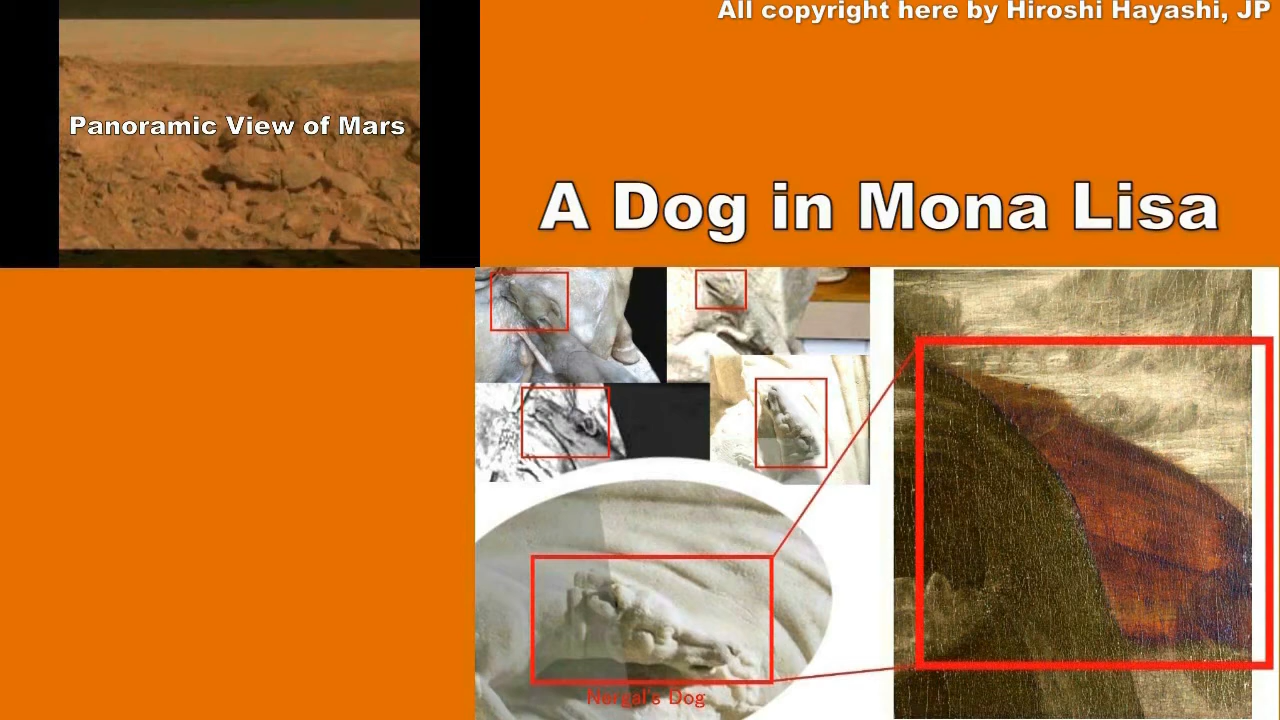 All copyright here by Hiroshi Hayashi, JP
Panoramic View of Mars
A Dog in Mona Lisa
Nergal's Dog